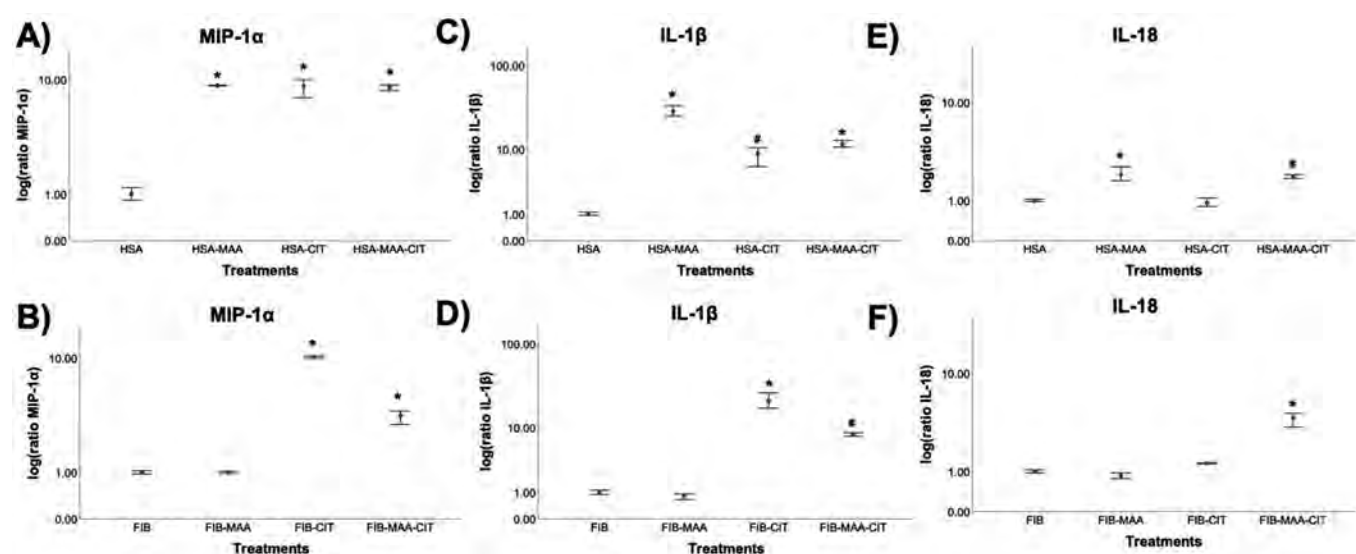 A)
MIP-1α
log(ratio MIP-1α)
10.00
1.00
0.00
*
*
*
HSA
HSA-MAA
HSA-CIT
HSA-MAA-CIT
Treatments
C)
IL-1β
log(ratio IL-1β)
100.00
10.00
1.00
0.00
*
#
*
HSA
HSA-MAA
HSA-CIT
HSA-MAA-CIT
Treatments
E)
IL-18
log(ratio IL-18)
10.00
1.00
0.00
*
#
HSA
HSA-MAA
HSA-CIT
HSA-MAA-CIT
Treatments
B)
MIP-1α
log(ratio MIP-1α)
10.00
1.00
0.00
*
*
FIB
FIB-MAA
FIB-CIT
FIB-MAA-CIT
Treatments
D)
IL-1β
log(ratio IL-1β)
100.00
10.00
1.00
0.00
*
#
FIB
FIB-MAA
FIB-CIT
FIB-MAA-CIT
Treatments
F)
IL-18
log(ratio IL-18)
10.00
1.00
0.00
*
FIB
FIB-MAA
FIB-CIT
FIB-MAA-CIT
Treatments